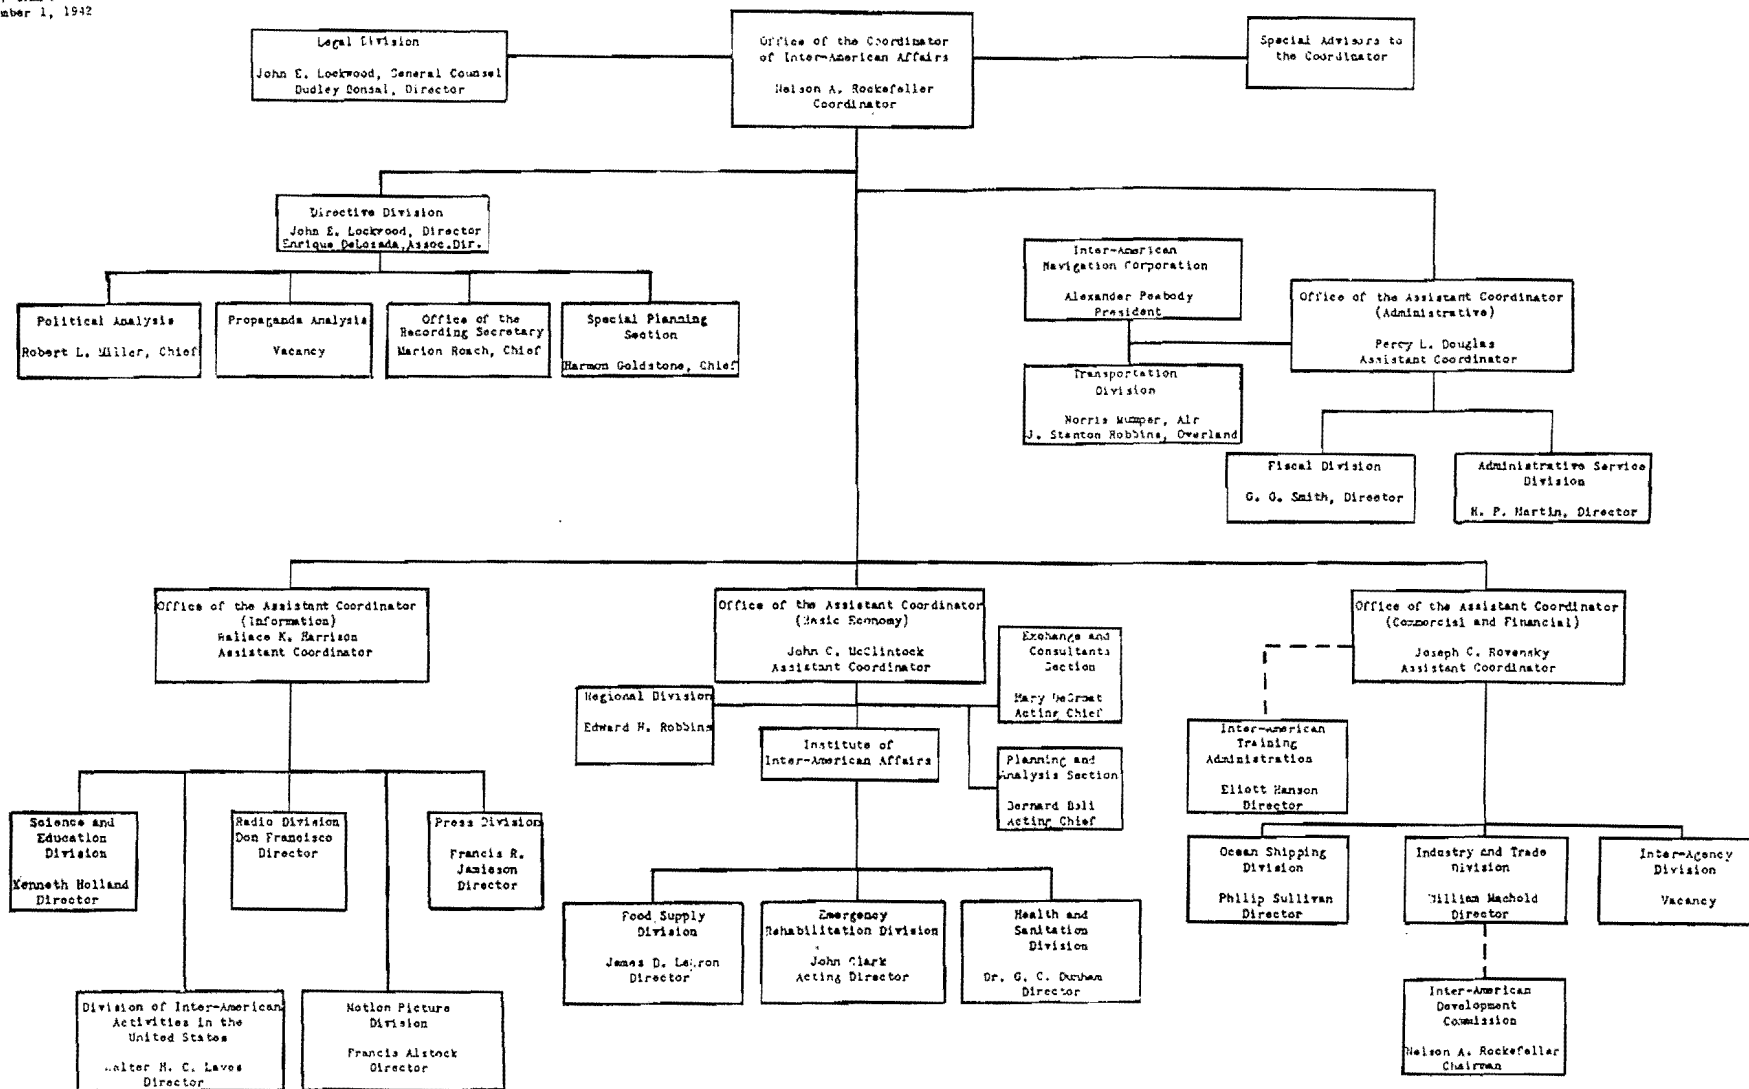 1, 1942
Legal Division
John E. Lockwood, General Counsel
Dudley Bonsal, Director
Office of the Coordinator
of Inter-American Affairs
Nelson A. Rockefeller
Coordinator
Special Advisors to
the Coordinator
Directive Division
John E. Lockwood, Director
Enrique DeLozada, Assoc. Dir.
Political Analysis
Robert L. Miller, Chief
Propaganda Analysis
Vacancy
Office of the
Recording Secretary
Marion Roach, Chief
Special Planning
Section
Harmon Goldstone, Chief
Inter-American
Navigation Corporation
Alexander Peabody
President
Transportation
Division
Norris Mumper, Air
J. Stanton Robbins, Overland
Office of the Assistant Coordinator
(Administrative)
Percy L. Douglas
Assistant Coordinator
Fiscal Division
G. G. Smith, Director
Administrative Service
Division
H. P. Martin, Director
Office of the Assistant Coordinator
(Information)
Wallace K. Harrison
Assistant Coordinator
Science and
Education
Division
Kenneth Holland
Director
Radio Division
Don Francisco
Director
Press Division
Francis R.
Jamieson
Director
Division of Inter-American
Activities in the
United States
Walter H. C. Laves
Director
Motion Picture
Division
Francis Alstock
Director
Office of the Assistant Coordinator
(Basic Economy)
John C. McClintock
Assistant Coordinator
Regional Division
Edward H. Robbins
Exchange and
Consultants
Section
Mary DeGroat
Acting Chief
Institute of
Inter-American Affairs
Planning and
Analysis Section
Bernard
Acting Chief
Food Supply
Division
James D.
Director
Emergency
Rehabilitation Division
John Clark
Acting Director
Health and
Sanitation
Division
Dr. G. C. Dunham
Director
Office of the Assistant Coordinator
(Commercial and Financial)
Joseph C. Rovensky
Assistant Coordinator
Inter-American
Training
Administration
Eliott Hanson
Director
Ocean Shipping
Division
Philip Sullivan
Director
Industry and Trade
Division
William Machold
Director
Inter-Agency
Division
Vacancy
Inter-American
Development
Commission
Nelson A. Rockefeller
Chairman